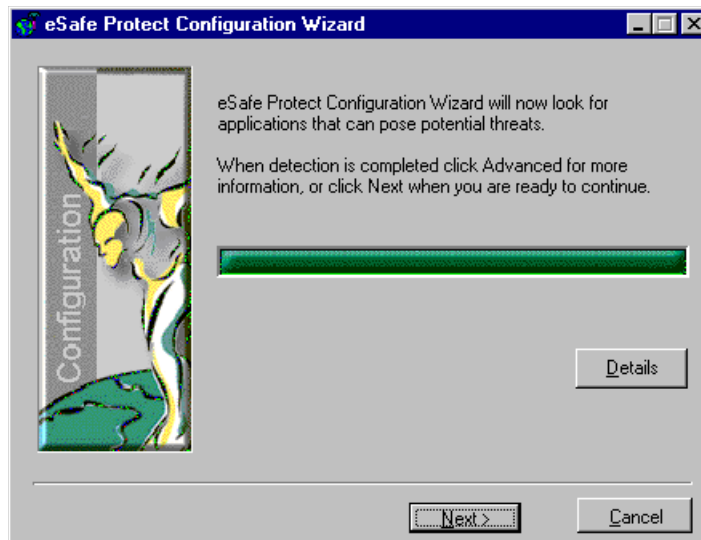 eSafe Protect Configuration Wizard
eSafe Protect Configuration Wizard will now look for
applications that can pose potential threats.
When detection is completed click Advanced for more
information, or click Next when you are ready to continue.
Configuration
Details
Next >
Cancel